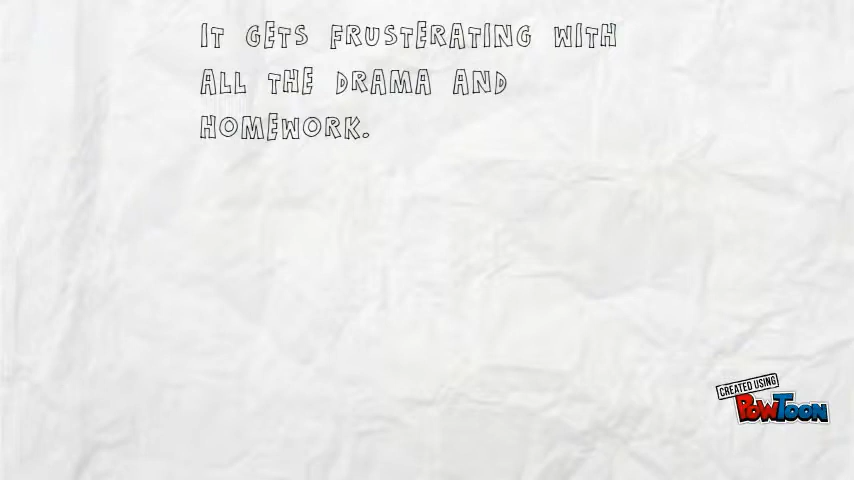 IT GETS FRUSTERATING WITH
ALL THE DRAMA AND
HOMEWORK.
CREATED USING
POWTOON